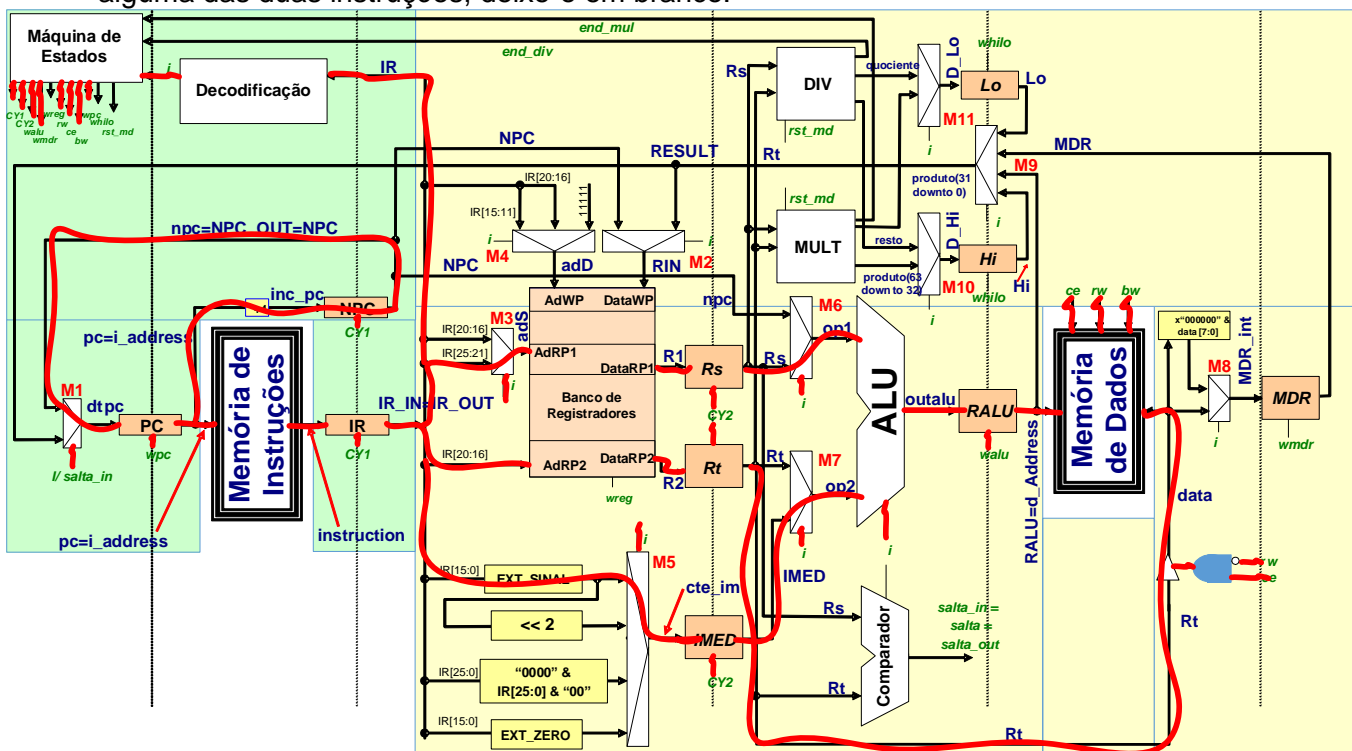 alguma das duas instruções, deixe-o em branco.
Máquina de
Estados
i
Decodificação
IR
end_mul
end_div
CY1
CY2
walu
wmdr
wreg
rw
ce
bw
wpc
whilo
rst_md
NPC
RESULT
IR[20:16]
IR[15:11]
11111
i
M4
M2
i
adD
RIN
NPC
npc=NPC_OUT=NPC
inc_pc
NPC
CY1
pc=i_address
M1
dtpc
PC
wpc
I/ salta_in
Memória de
Instruções
pc=i_address
instruction
IR
CY1
IR_IN=IR_OUT
IR[20:16]
IR[25:21]
M3
adS
i
AdWP
DataWP
AdRP1
DataRP1
Banco de
Registradores
IR[20:16]
AdRP2
DataRP2
wreg
R1
Rs
CY2
R2
Rt
IR[15:0]
EXT_SINAL
<< 2
IR[25:0]
“0000” &
IR[25:0] & “00”
IR[15:0]
EXT_ZERO
i
M5
cte_im
IMED
CY2
Rs
Rt
DIV
rst_md
quociente
D_Lo
whilo
Lo
Lo
M11
i
rst_md
MULT
resto
produto(31
downto 0)
produto(63
downto 32)
D_Hi
M10
i
Hi
whilo
Hi
M9
i
MDR
npc
M6
op1
Rs
i
Rt
M7
op2
i
IMED
ALU
i
outalu
RALU
walu
RALU=d_Address
Rs
Rt
Comparador
i
salta_in =
salta =
salta_out
ce
rw
bw
Memória
de Dados
x“000000” &
data [7:0]
M8
i
MDR_int
MDR
wmdr
data
rw
ce
Rt
Rt